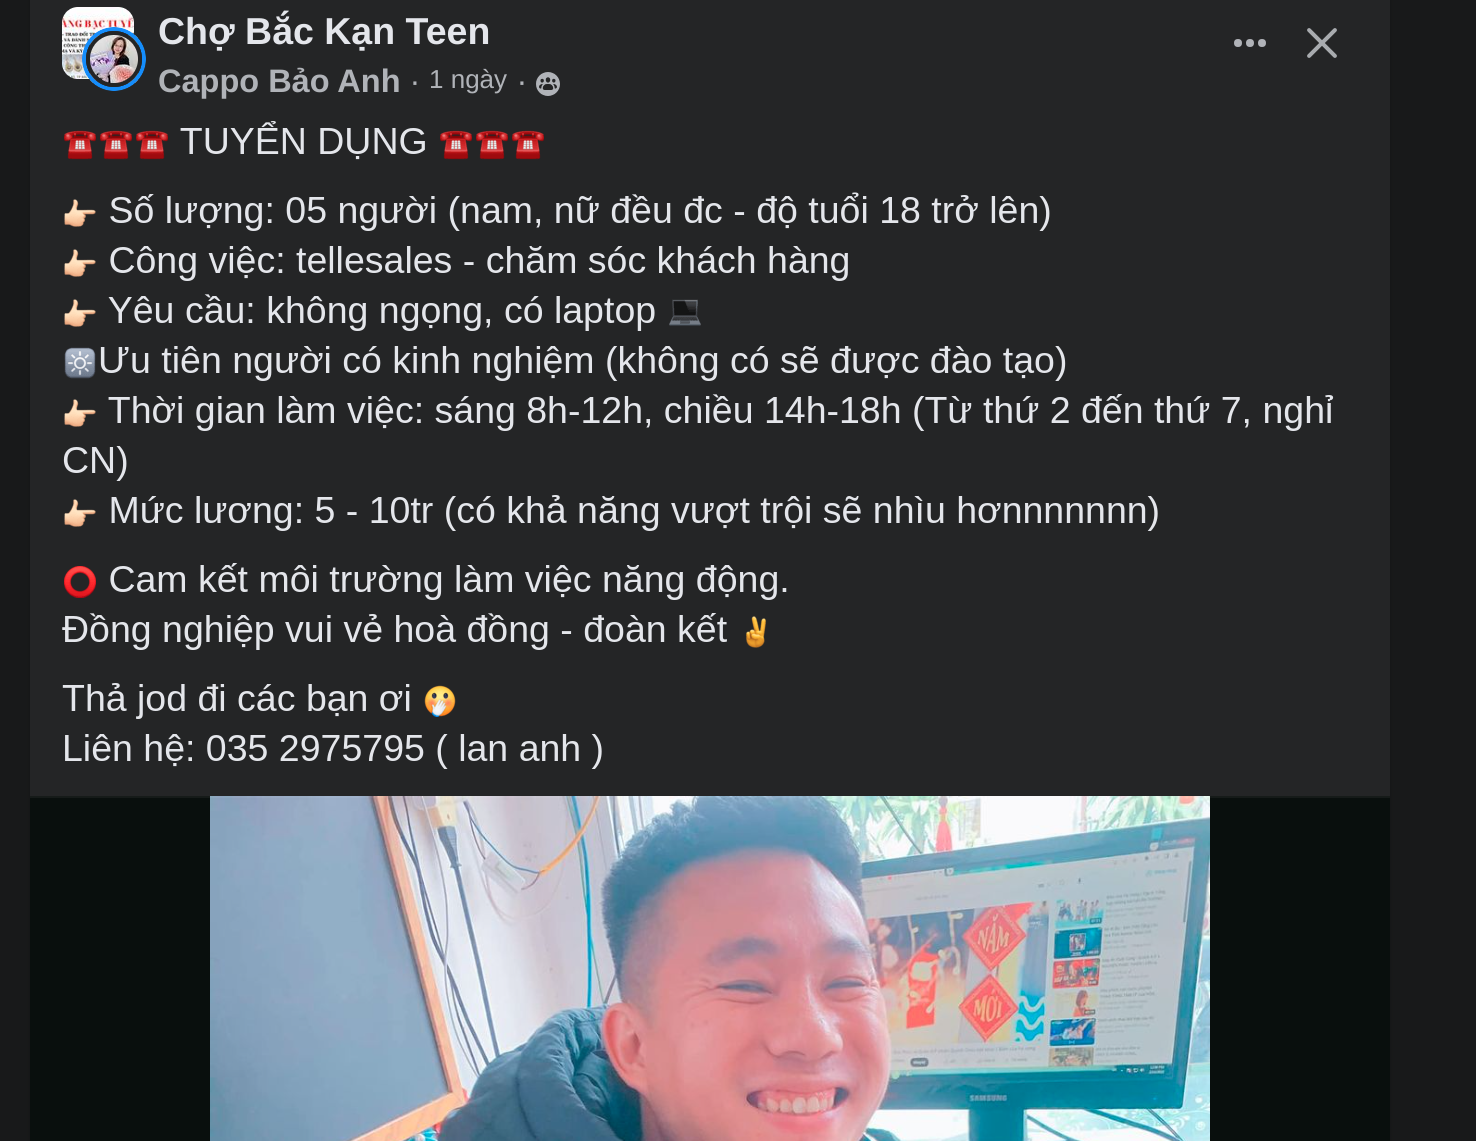 Chợ Bắc Kạn Teen
Cappo Bảo Anh · 1 ngày ·
☎️☎️☎️ TUYỂN DỤNG ☎️☎️☎️
👉🏻 Số lượng: 05 người (nam, nữ đều đc - độ tuổi 18 trở lên)
👉🏻 Công việc: tellesales - chăm sóc khách hàng
👉🏻 Yêu cầu: không ngọng, có laptop 💻
🔆Ưu tiên người có kinh nghiệm (không có sẽ được đào tạo)
👉🏻 Thời gian làm việc: sáng 8h-12h, chiều 14h-18h (Từ thứ 2 đến thứ 7, nghỉ
CN)
👉🏻 Mức lương: 5 - 10tr (có khả năng vượt trội sẽ nhìu hơnnnnnnn)
⭕ Cam kết môi trường làm việc năng động.
Đồng nghiệp vui vẻ hoà đồng - đoàn kết ✌️
Thả jod đi các bạn ơi 🫢
Liên hệ: 035 2975795 ( lan anh )
NĂM
MỚI
SAMSUNG